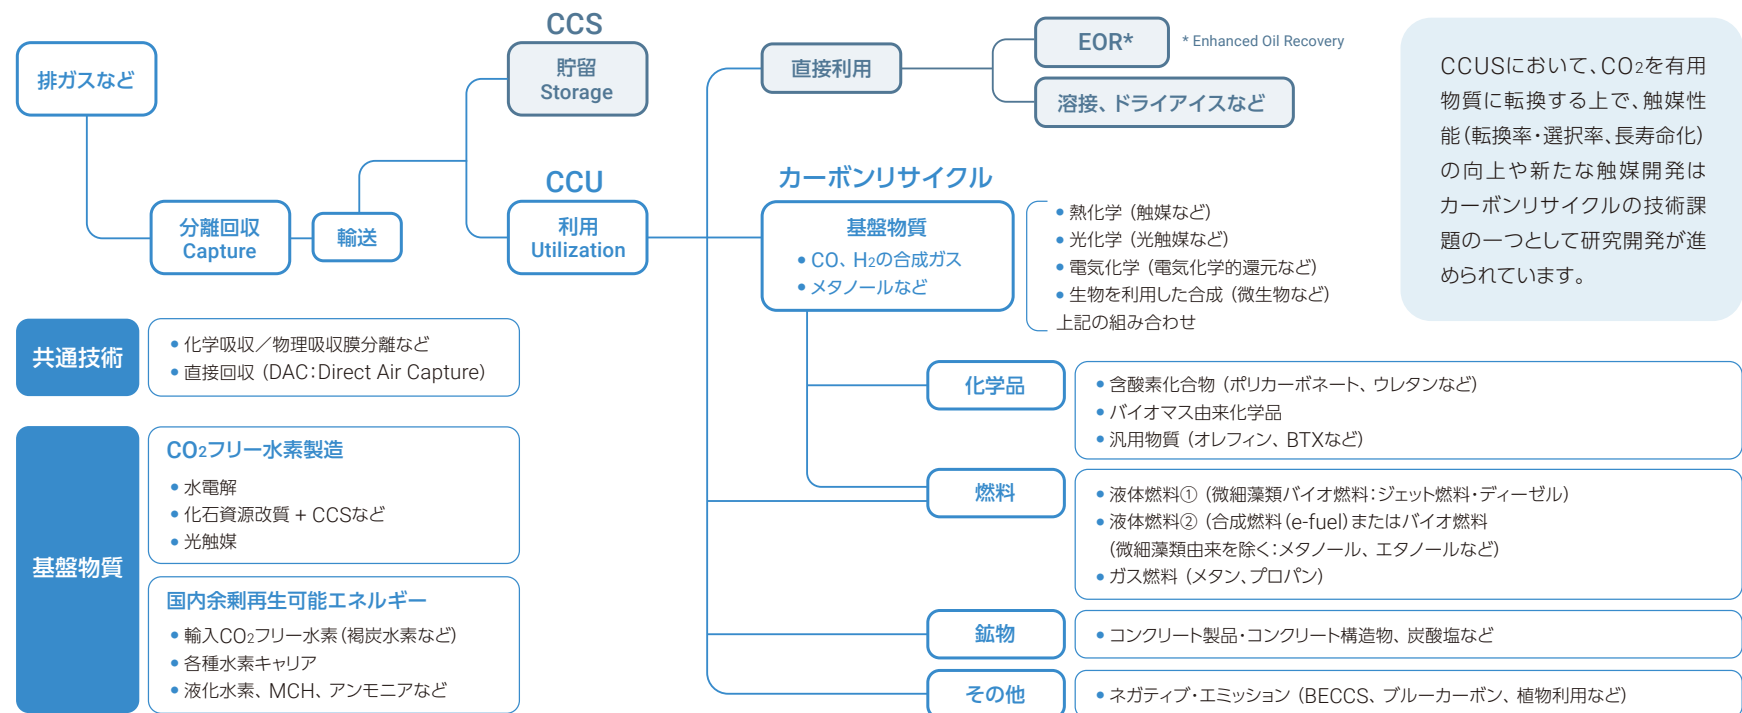 CCS
排ガスなど
貯留
Storage
分離回収
Capture
輸送
CCU
利用
Utilization
直接利用
EOR*
* Enhanced Oil Recovery
溶接、ドライアイスなど
カーボンリサイクル
基盤物質
• CO、H2の合成ガス
• メタノールなど
• 熱化学（触媒など）
• 光化学（光触媒など）
• 電気化学（電気化学的還元など）
• 生物を利用した合成（微生物など）
上記の組み合わせ
CCUSにおいて、CO2を有用
物質に転換する上で、触媒性
能（転換率・選択率、長寿命化）
の向上や新たな触媒開発は
カーボンリサイクルの技術課
題の一つとして研究開発が進
められています。
共通技術
• 化学吸収／物理吸収膜分離など
• 直接回収（DAC：Direct Air Capture）
基盤物質
CO2フリー水素製造
• 水電解
• 化石資源改質 + CCSなど
• 光触媒
国内余剰再生可能エネルギー
• 輸入CO2フリー水素（褐炭水素など）
• 各種水素キャリア
• 液化水素、MCH、アンモニアなど
化学品
• 含酸素化合物（ポリカーボネート、ウレタンなど）
• バイオマス由来化学品
• 汎用物質（オレフィン、BTXなど）
燃料
• 液体燃料①（微細藻類バイオ燃料：ジェット燃料・ディーゼル）
• 液体燃料②（合成燃料（e-fuel）またはバイオ燃料
（微細藻類由来を除く：メタノール、エタノールなど）
• ガス燃料（メタン、プロパン）
鉱物
• コンクリート製品・コンクリート構造物、炭酸塩など
その他
• ネガティブ・エミッション（BECCS、ブルーカーボン、植物利用など）